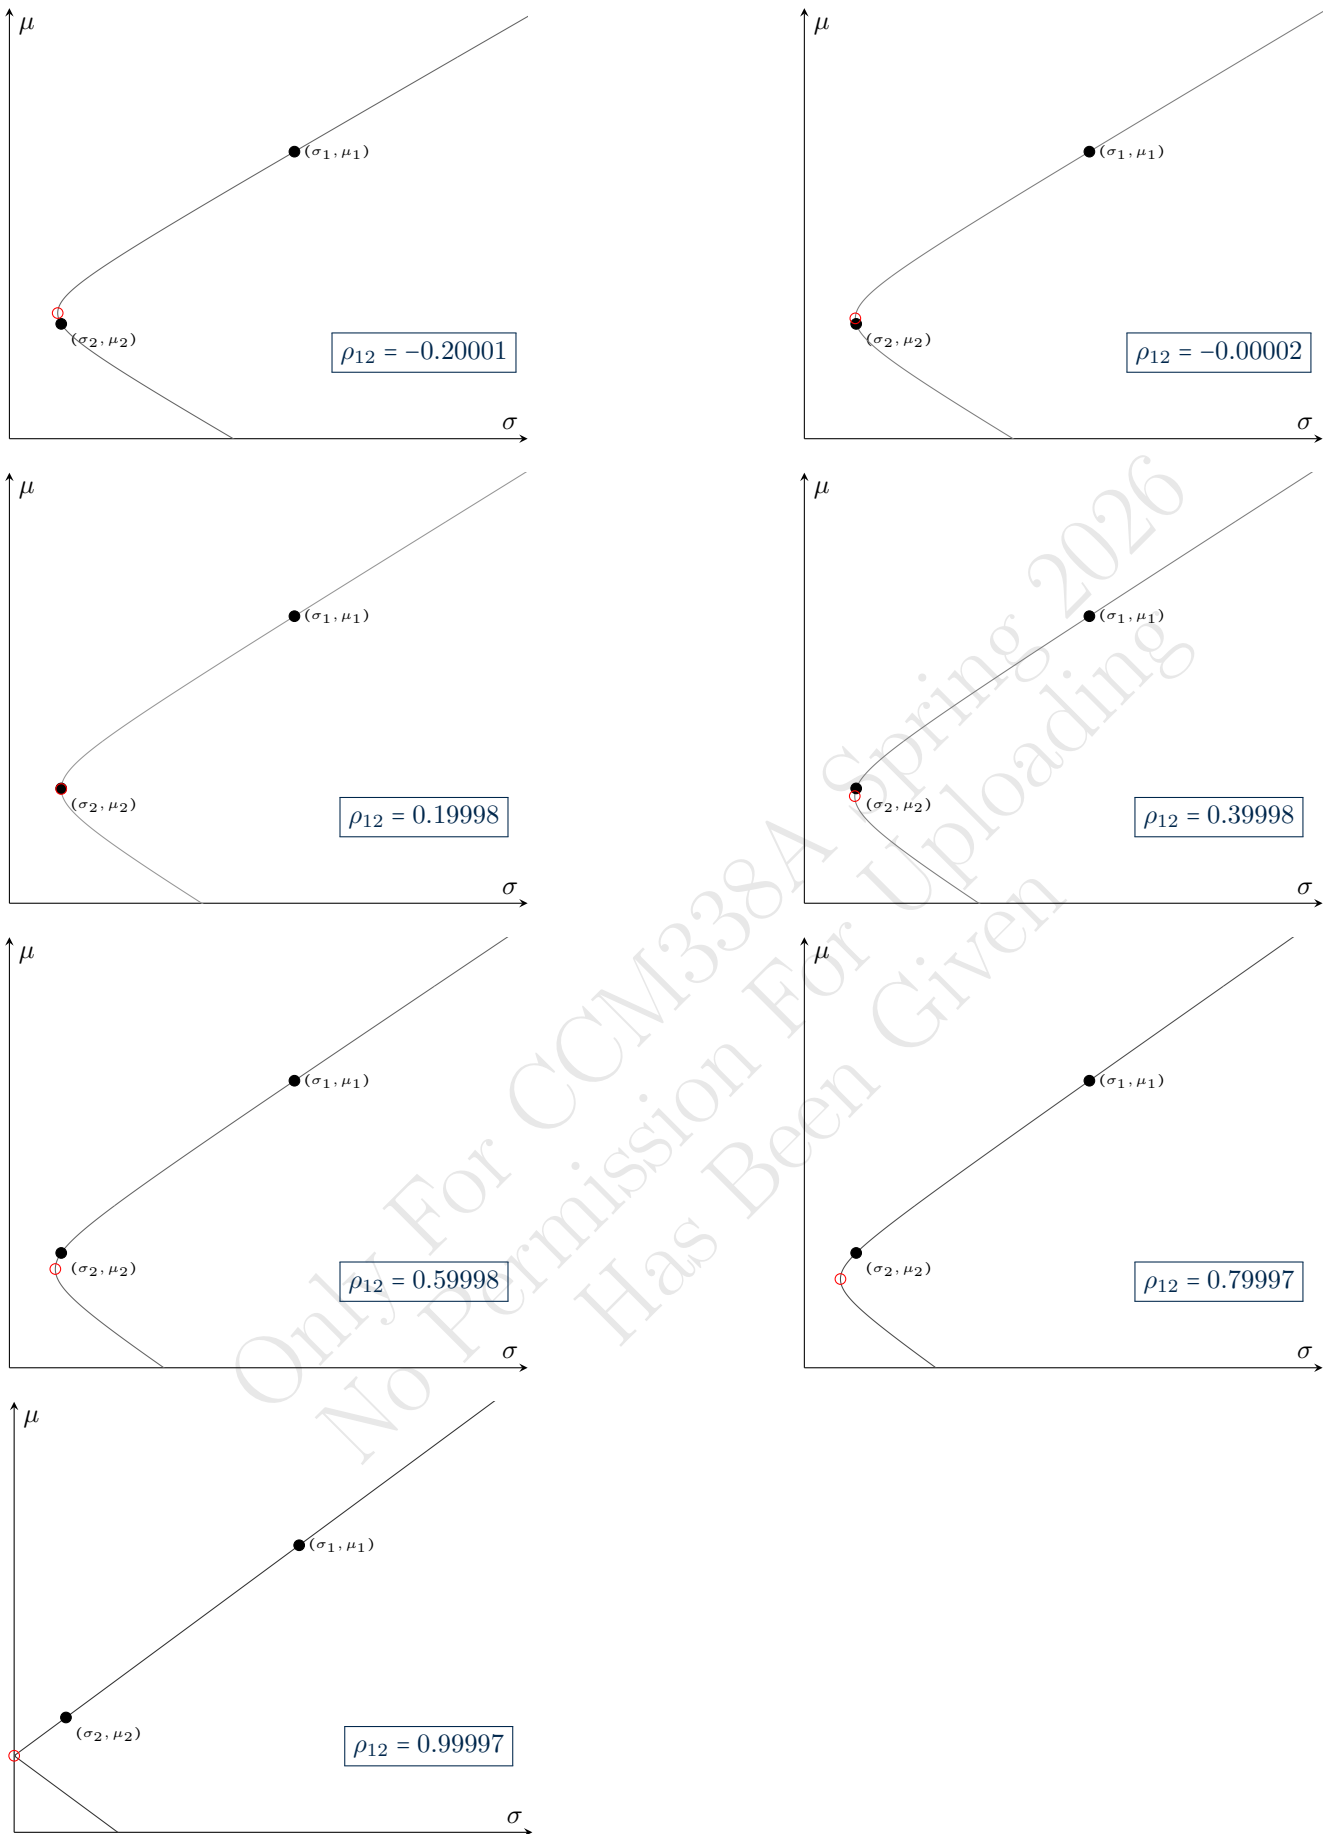 μ
(σ₁, μ₁)
(σ₂, μ₂)
ρ₁₂ = −0.20001
σ
μ
(σ₁, μ₁)
(σ₂, μ₂)
ρ₁₂ = −0.00002
σ
μ
(σ₁, μ₁)
(σ₂, μ₂)
ρ₁₂ = 0.19998
σ
μ
(σ₁, μ₁)
(σ₂, μ₂)
ρ₁₂ = 0.39998
σ
μ
(σ₁, μ₁)
(σ₂, μ₂)
ρ₁₂ = 0.59998
σ
μ
(σ₁, μ₁)
(σ₂, μ₂)
ρ₁₂ = 0.79997
σ
μ
(σ₁, μ₁)
(σ₂, μ₂)
ρ₁₂ = 0.99997
σ
Only For CCM338A Spring 2026
No Permission For Uploading
Has Been Given